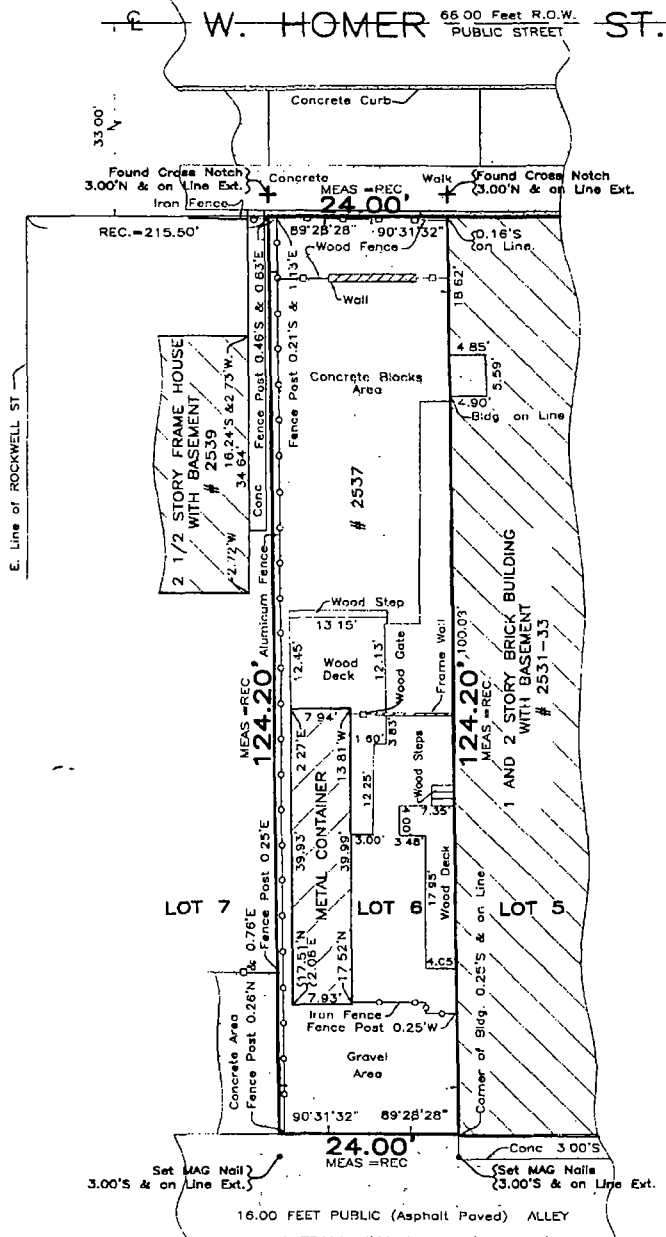 ℄ W. HOMER 66.00 Feet R.O.W. ST.
PUBLIC STREET
Concrete Curb
33.00'
Found Cross Notch
3.00'N & on Line Ext.
Concrete
Walk
Found Cross Notch
3.00'N & on Line Ext.
MEAS =REC
24.00'
Iron Fence
REC.=215.50'
89°28'28"
90°31'32"
0.16'S
on Line.
Wood Fence
Wall
18.62'
E. Line of ROCKWELL ST
2 1/2 STORY FRAME HOUSE
WITH BASEMENT
# 2539
16.24'S &2.73'W.
34.64'
2.72'W
Conc
Fence Post 0.46'S & 0.63'E
Fence Post 0.21'S & 1.13'E
Concrete Blocks
Area
4.85'
5.59'
4.90'
Bldg on Line
# 2537
Aluminum Fence
Wood Step
13.15'
12.45'
Wood
Deck
12.13'
Wood Gate
Frame Wall
100.03'
MEAS =REC
124.20'
124.20'
MEAS =REC
1 AND 2 STORY BRICK BUILDING
WITH BASEMENT
# 2531-33
7.94'
2.27'E
13.81'W
1.60'
3.83'
12.25'
Wood Steps
4.00'
7.35'
3.00'
3.48'
METAL CONTAINER
39.93'
39.99'
17.95'
Wood Deck
Fence Post 0.25'E
LOT 7
LOT 6
LOT 5
17.51'N
2.06'E
17.52'N
4.05'
7.93'
Iron Fence
Fence Post 0.25'W
Concrete Area
Fence Post 0.26'N & 0.76'E
Gravel
Area
Corner of Bldg. 0.25'S & on Line.
90°31'32"
89°28'28"
24.00'
MEAS =REC
Conc 3.00'S
Set MAG Nail
3.00'S & on Line Ext.
Set MAG Nails
3.00'S & on Line Ext.
16.00 FEET PUBLIC (Asphalt Paved) ALLEY